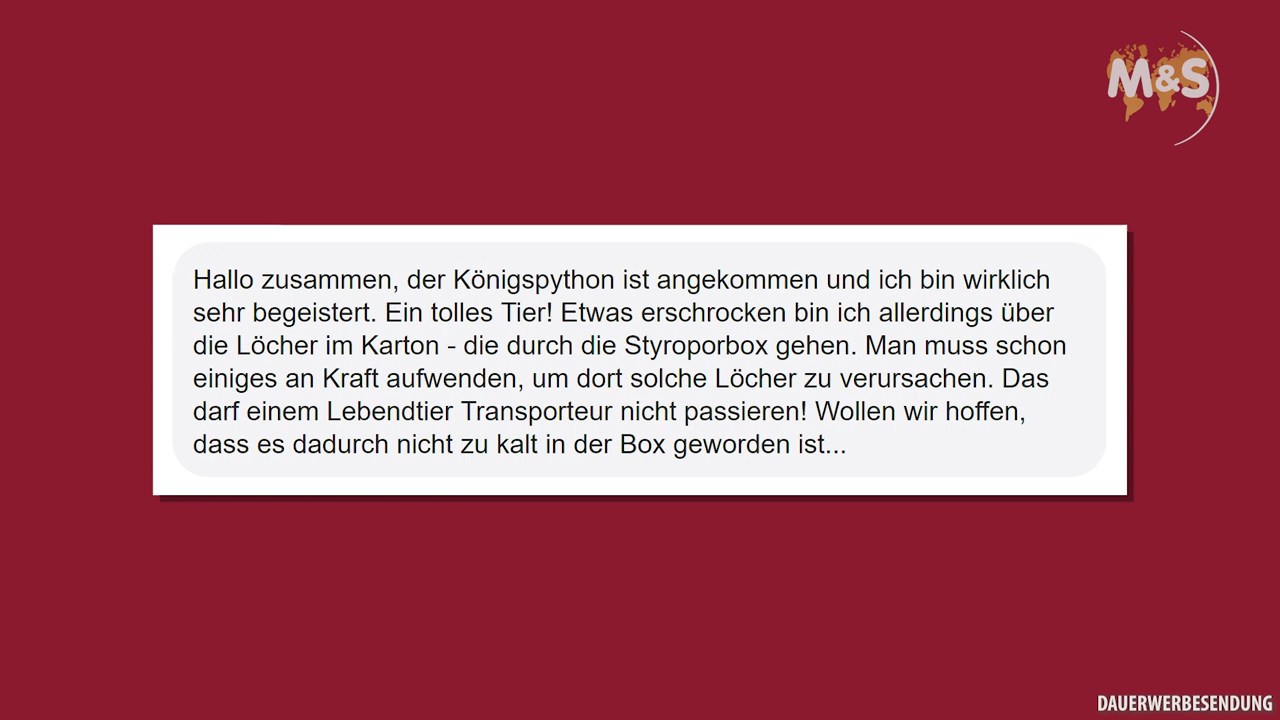 M&S
Hallo zusammen, der Königspython ist angekommen und ich bin wirklich
sehr begeistert. Ein tolles Tier! Etwas erschrocken bin ich allerdings über
die Löcher im Karton - die durch die Styroporbox gehen. Man muss schon
einiges an Kraft aufwenden, um dort solche Löcher zu verursachen. Das
darf einem Lebendtier Transporteur nicht passieren! Wollen wir hoffen,
dass es dadurch nicht zu kalt in der Box geworden ist...
DAUERWERBESENDUNG